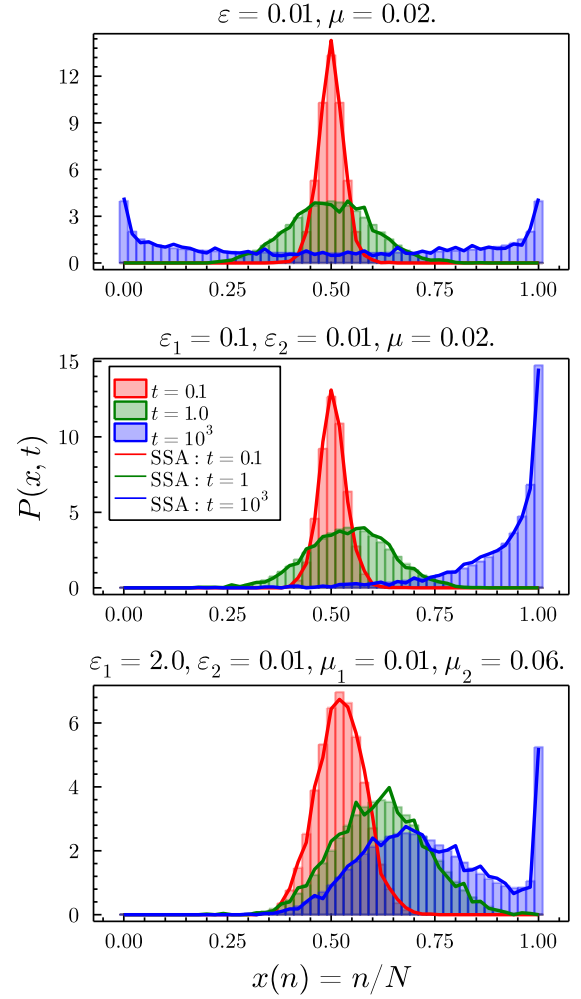 ε = 0.01, μ = 0.02.
12
9
6
3
0
0.00 0.25 0.50 0.75 1.00
ε₁ = 0.1, ε₂ = 0.01, μ = 0.02.
15
10
5
0
t = 0.1
t = 1.0
t = 10³
SSA : t = 0.1
SSA : t = 1
SSA : t = 10³
P(x, t)
0.00 0.25 0.50 0.75 1.00
ε₁ = 2.0, ε₂ = 0.01, μ₁ = 0.01, μ₂ = 0.06.
6
4
2
0
0.00 0.25 0.50 0.75 1.00
x(n) = n/N